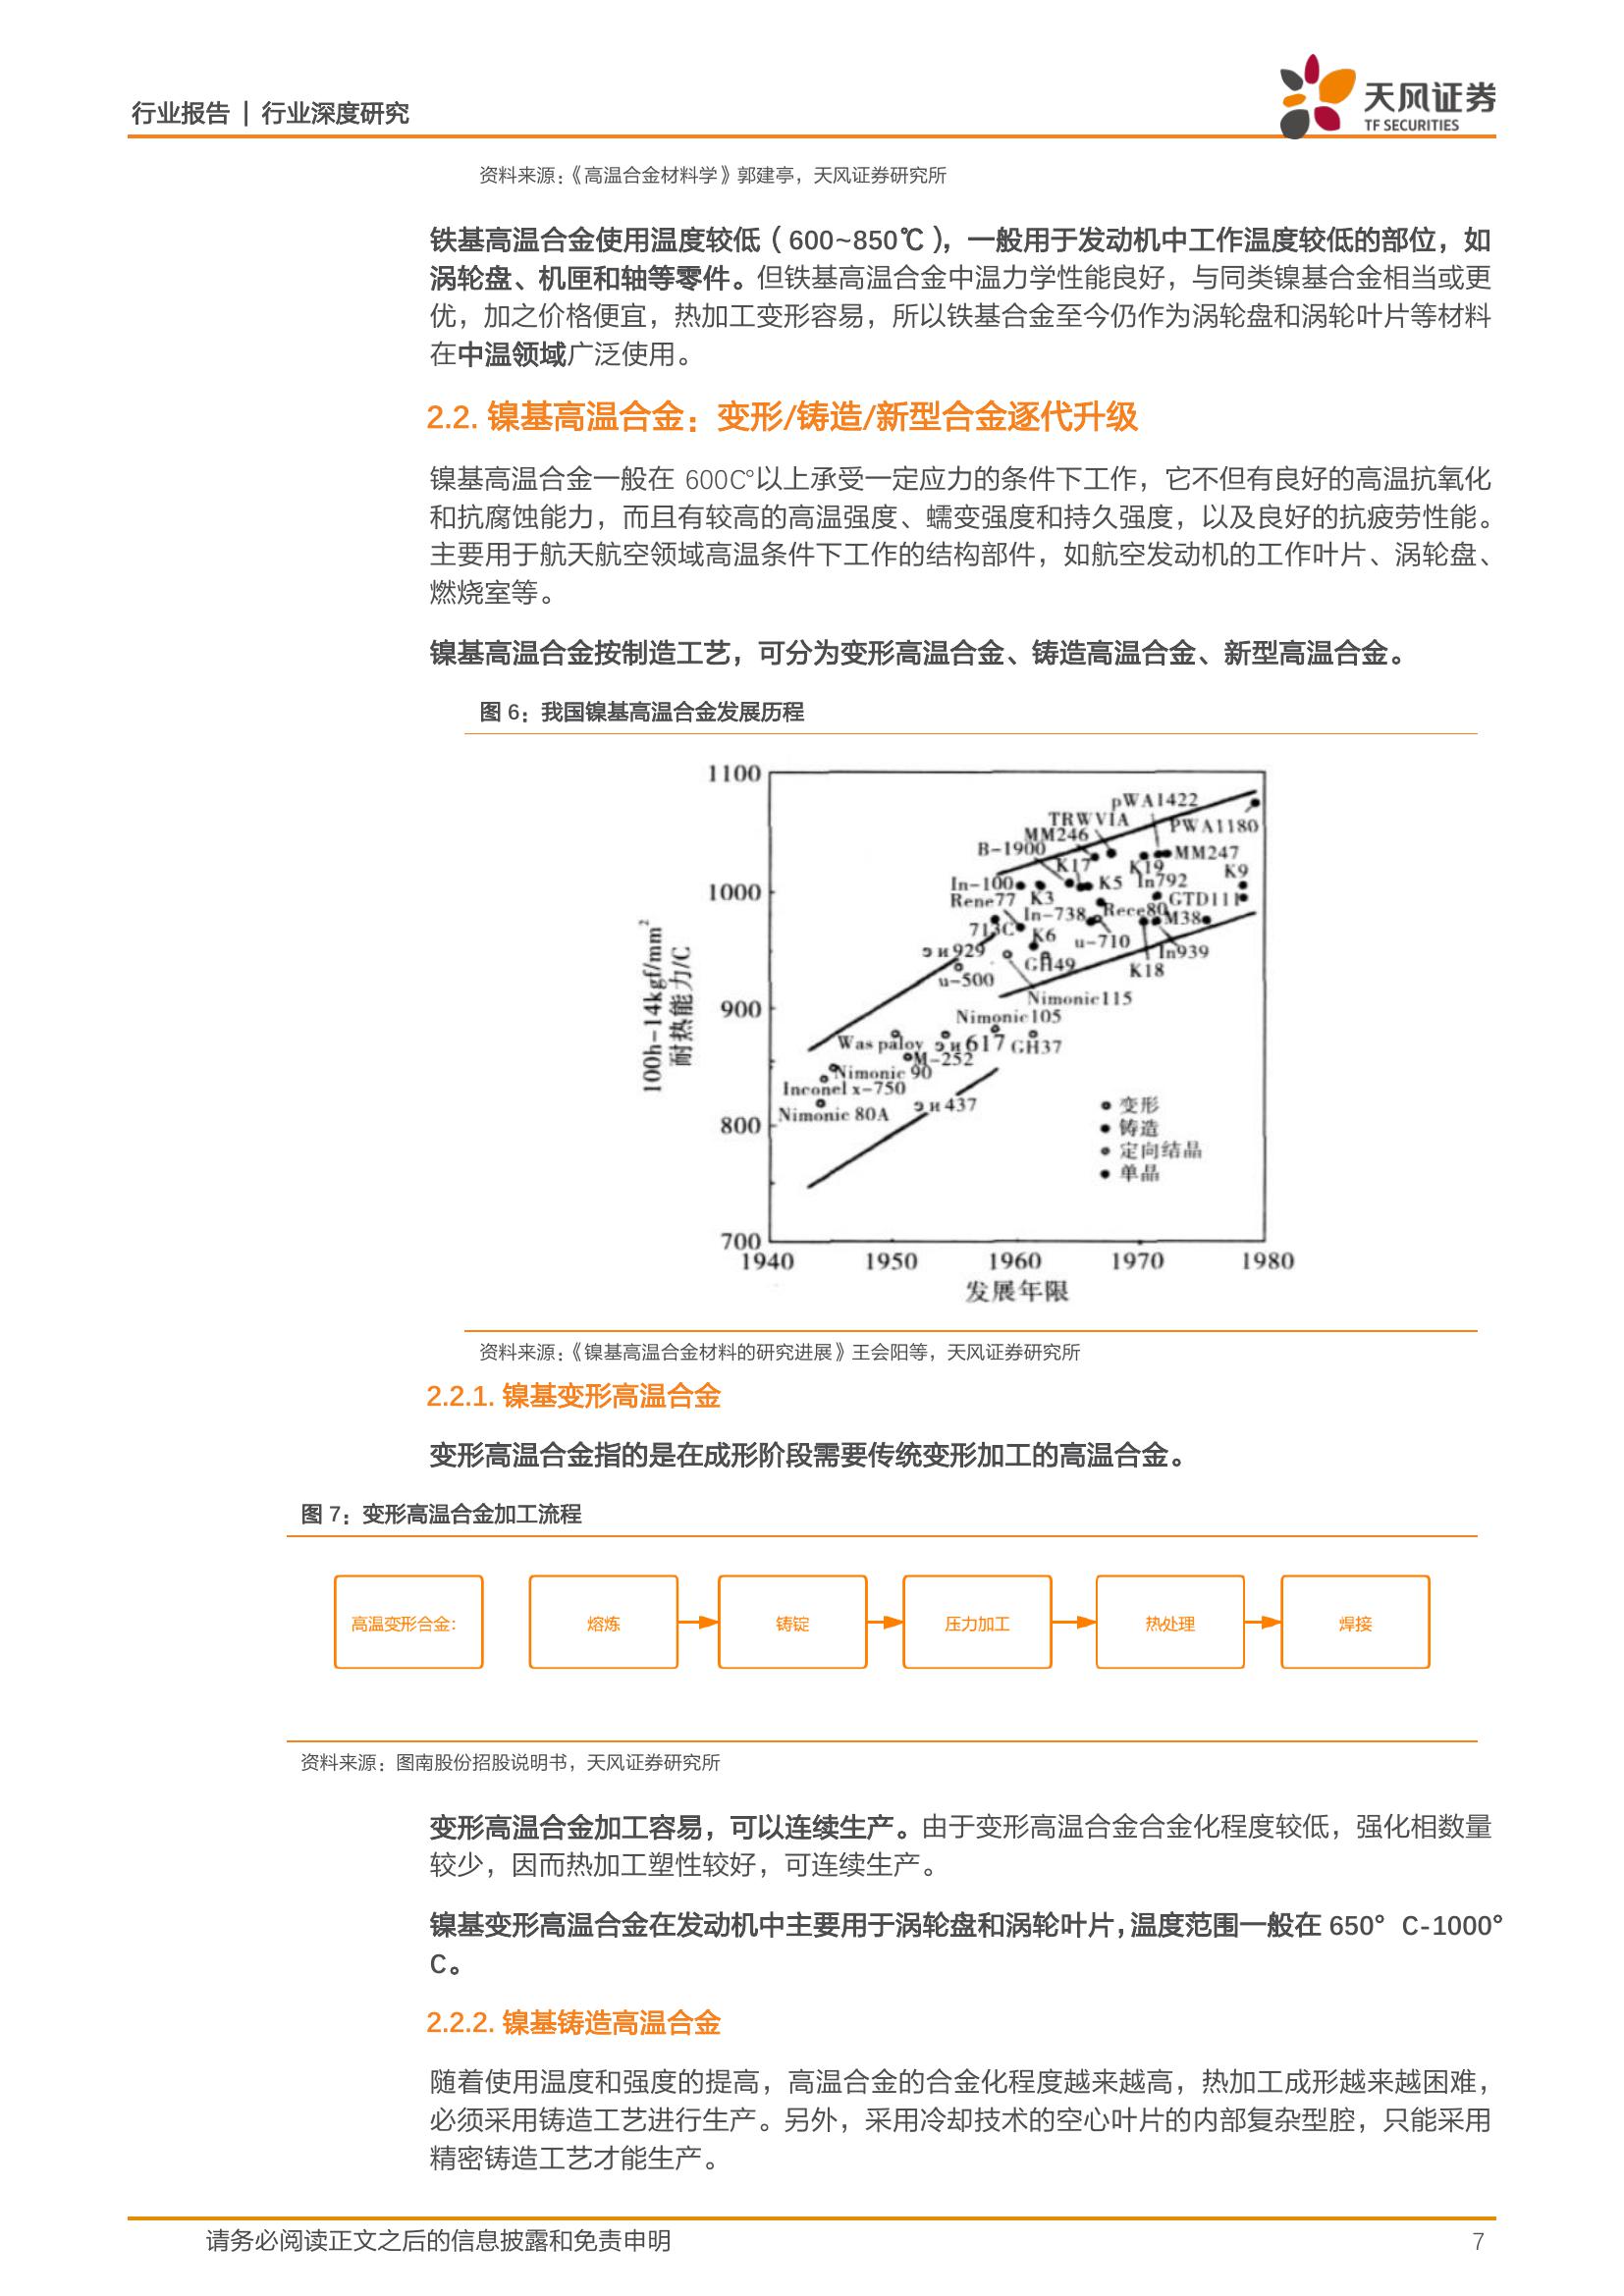 行业报告 | 行业深度研究
天风证券
TF SECURITIES
资料来源：《高温合金材料学》郭建亭，天风证券研究所
铁基高温合金使用温度较低（600~850℃），一般用于发动机中工作温度较低的部位，如
涡轮盘、机匣和轴等零件。但铁基高温合金中温力学性能良好，与同类镍基合金相当或更
优，加之价格便宜，热加工变形容易，所以铁基合金至今仍作为涡轮盘和涡轮叶片等材料
在中温领域广泛使用。
2.2. 镍基高温合金：变形/铸造/新型合金逐代升级
镍基高温合金一般在 600C°以上承受一定应力的条件下工作，它不但有良好的高温抗氧化
和抗腐蚀能力，而且有较高的高温强度、蠕变强度和持久强度，以及良好的抗疲劳性能。
主要用于航天航空领域高温条件下工作的结构部件，如航空发动机的工作叶片、涡轮盘、
燃烧室等。
镍基高温合金按制造工艺，可分为变形高温合金、铸造高温合金、新型高温合金。
图 6：我国镍基高温合金发展历程
1100
pWA1422
TRWVIA
PWA1180
MM246
B-1900
MM247
K17
K19
K9
In-100
K5
In792
1000
Rene77
K3
GTD111
In-738
Rece80
M38
713C
K6
u-710
эи929
GH49
In939
K18
u-500
Nimonic115
900
Nimonic105
Was paloy
эи617
GH37
M-252
Nimonic 90
Inconel x-750
эи437
Nimonic 80A
800
变形
铸造
定向结晶
单晶
700
100h-14kgf/mm²
耐热能力/C
1940
1950
1960
1970
1980
发展年限
资料来源：《镍基高温合金材料的研究进展》王会阳等，天风证券研究所
2.2.1. 镍基变形高温合金
变形高温合金指的是在成形阶段需要传统变形加工的高温合金。
图 7：变形高温合金加工流程
高温变形合金：
熔炼
铸锭
压力加工
热处理
焊接
资料来源：图南股份招股说明书，天风证券研究所
变形高温合金加工容易，可以连续生产。由于变形高温合金合金化程度较低，强化相数量
较少，因而热加工塑性较好，可连续生产。
镍基变形高温合金在发动机中主要用于涡轮盘和涡轮叶片，温度范围一般在 650° C-1000°
C。
2.2.2. 镍基铸造高温合金
随着使用温度和强度的提高，高温合金的合金化程度越来越高，热加工成形越来越困难，
必须采用铸造工艺进行生产。另外，采用冷却技术的空心叶片的内部复杂型腔，只能采用
精密铸造工艺才能生产。
请务必阅读正文之后的信息披露和免责申明
7